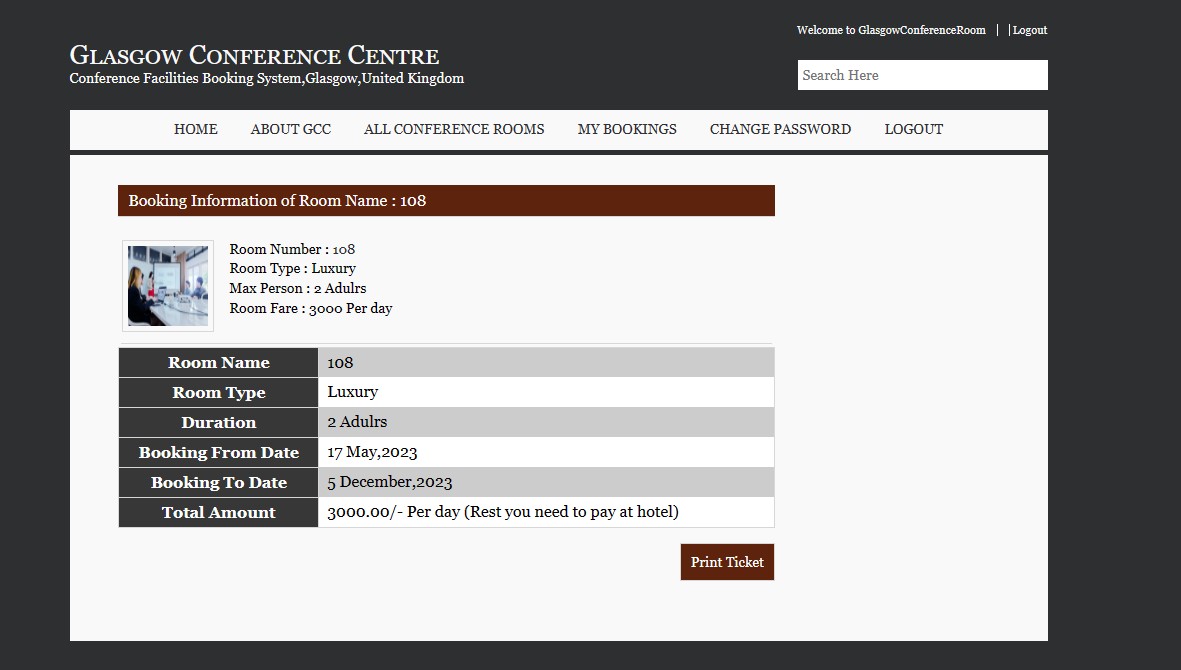 Welcome to GlasgowConferenceRoom | | Logout
GLASGOW CONFERENCE CENTRE
Conference Facilities Booking System,Glasgow,United Kingdom
Search Here
HOME ABOUT GCC ALL CONFERENCE ROOMS MY BOOKINGS CHANGE PASSWORD LOGOUT
Booking Information of Room Name : 108
Room Number : 108
Room Type : Luxury
Max Person : 2 Adulrs
Room Fare : 3000 Per day
Room Name 108
Room Type Luxury
Duration 2 Adulrs
Booking From Date 17 May,2023
Booking To Date 5 December,2023
Total Amount 3000.00/- Per day (Rest you need to pay at hotel)
Print Ticket